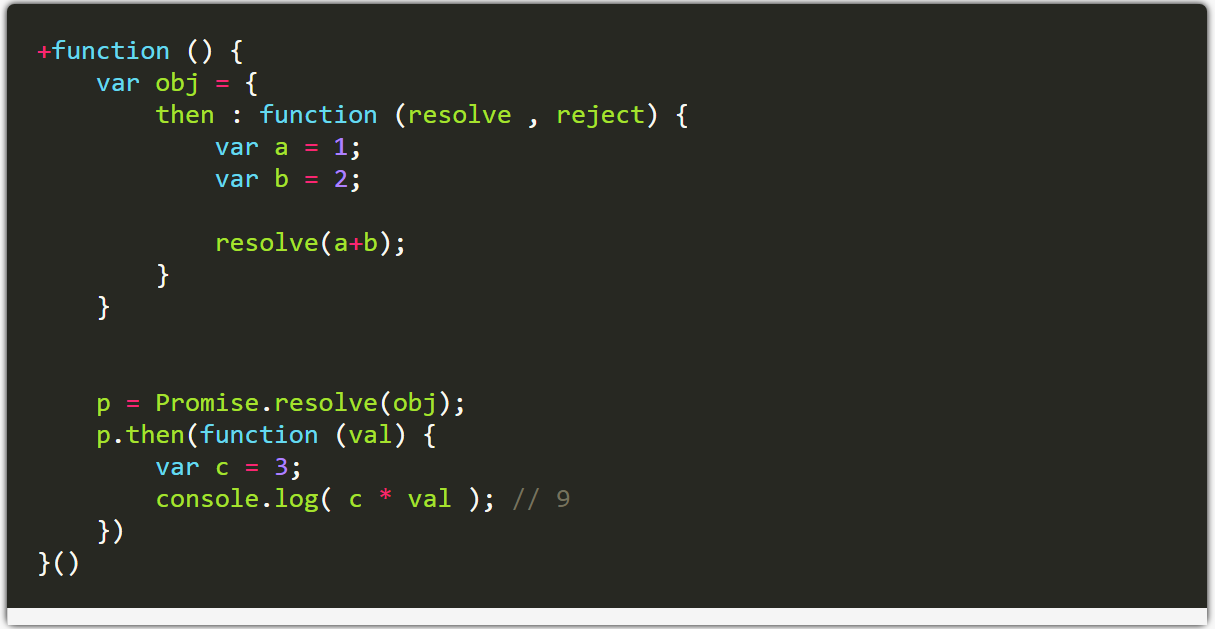 +function () {
    var obj = {
        then : function (resolve , reject) {
            var a = 1;
            var b = 2;

            resolve(a+b);
        }
    }


    p = Promise.resolve(obj);
    p.then(function (val) {
        var c = 3;
        console.log( c * val ); // 9
    })
}()